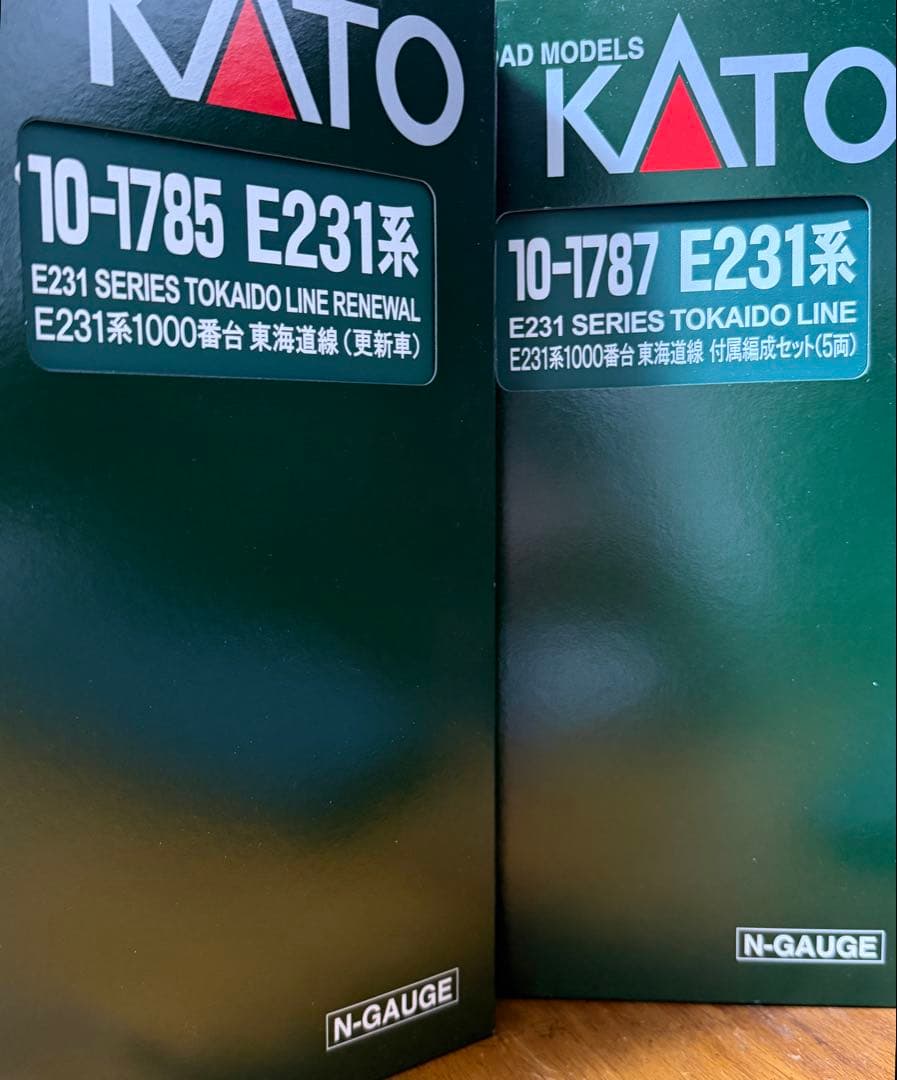 KATO
10-1785 E231系
E231 SERIES TOKAIDO LINE RENEWAL
E231系1000番台 東海道線 (更新車)
N-GAUGE
AD MODELS
KATO
10-1787 E231系
E231 SERIES TOKAIDO LINE
E231系1000番台 東海道線 付属編成セット(5両)
N-GAUGE